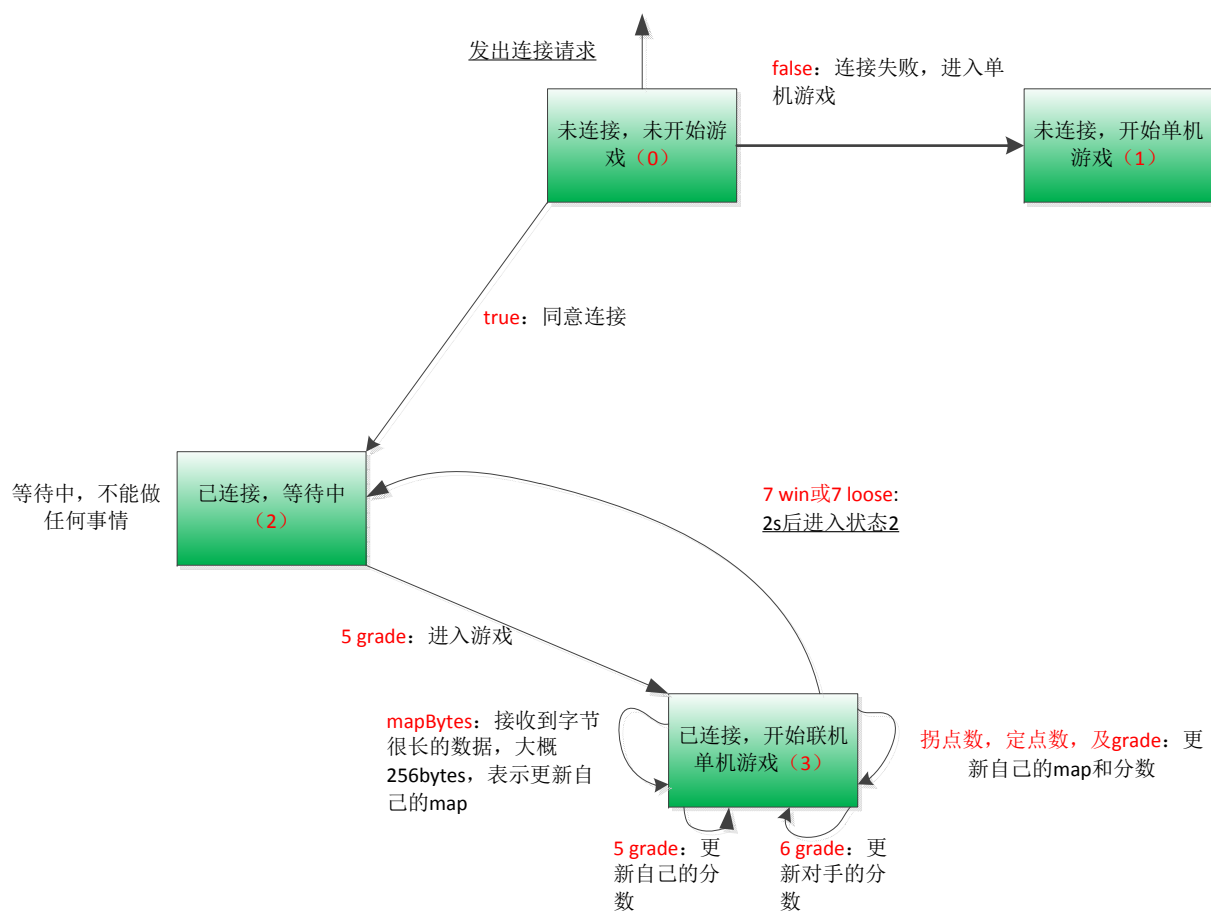 发出连接请求
false：连接失败，进入单
机游戏
未连接，未开始游
戏（0）
未连接，开始单机
游戏（1）
true：同意连接
等待中，不能做
任何事情
已连接，等待中
（2）
7 win或7 loose:
2s后进入状态2
5 grade：进入游戏
mapBytes：接收到字节
很长的数据，大概
256bytes，表示更新自
己的map
已连接，开始联机
单机游戏（3）
拐点数，定点数，及grade：更
新自己的map和分数
5 grade：更
新自己的分
数
6 grade：更
新对手的分
数